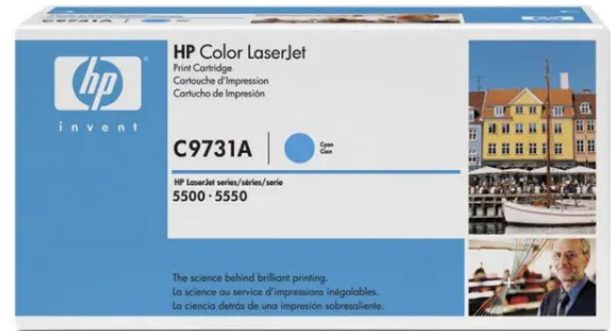 C9731A
hp
invent
HP Color LaserJet
Print Cartridge
Cartouche d'Impression
Cartucho de Impresión
C9731A
Cyan
Cian
HP LaserJet series/séries/serie
5500 · 5550
The science behind brilliant printing.
La science au service d'impressions inégalables.
La ciencia detrás de una impresión sobresaliente.